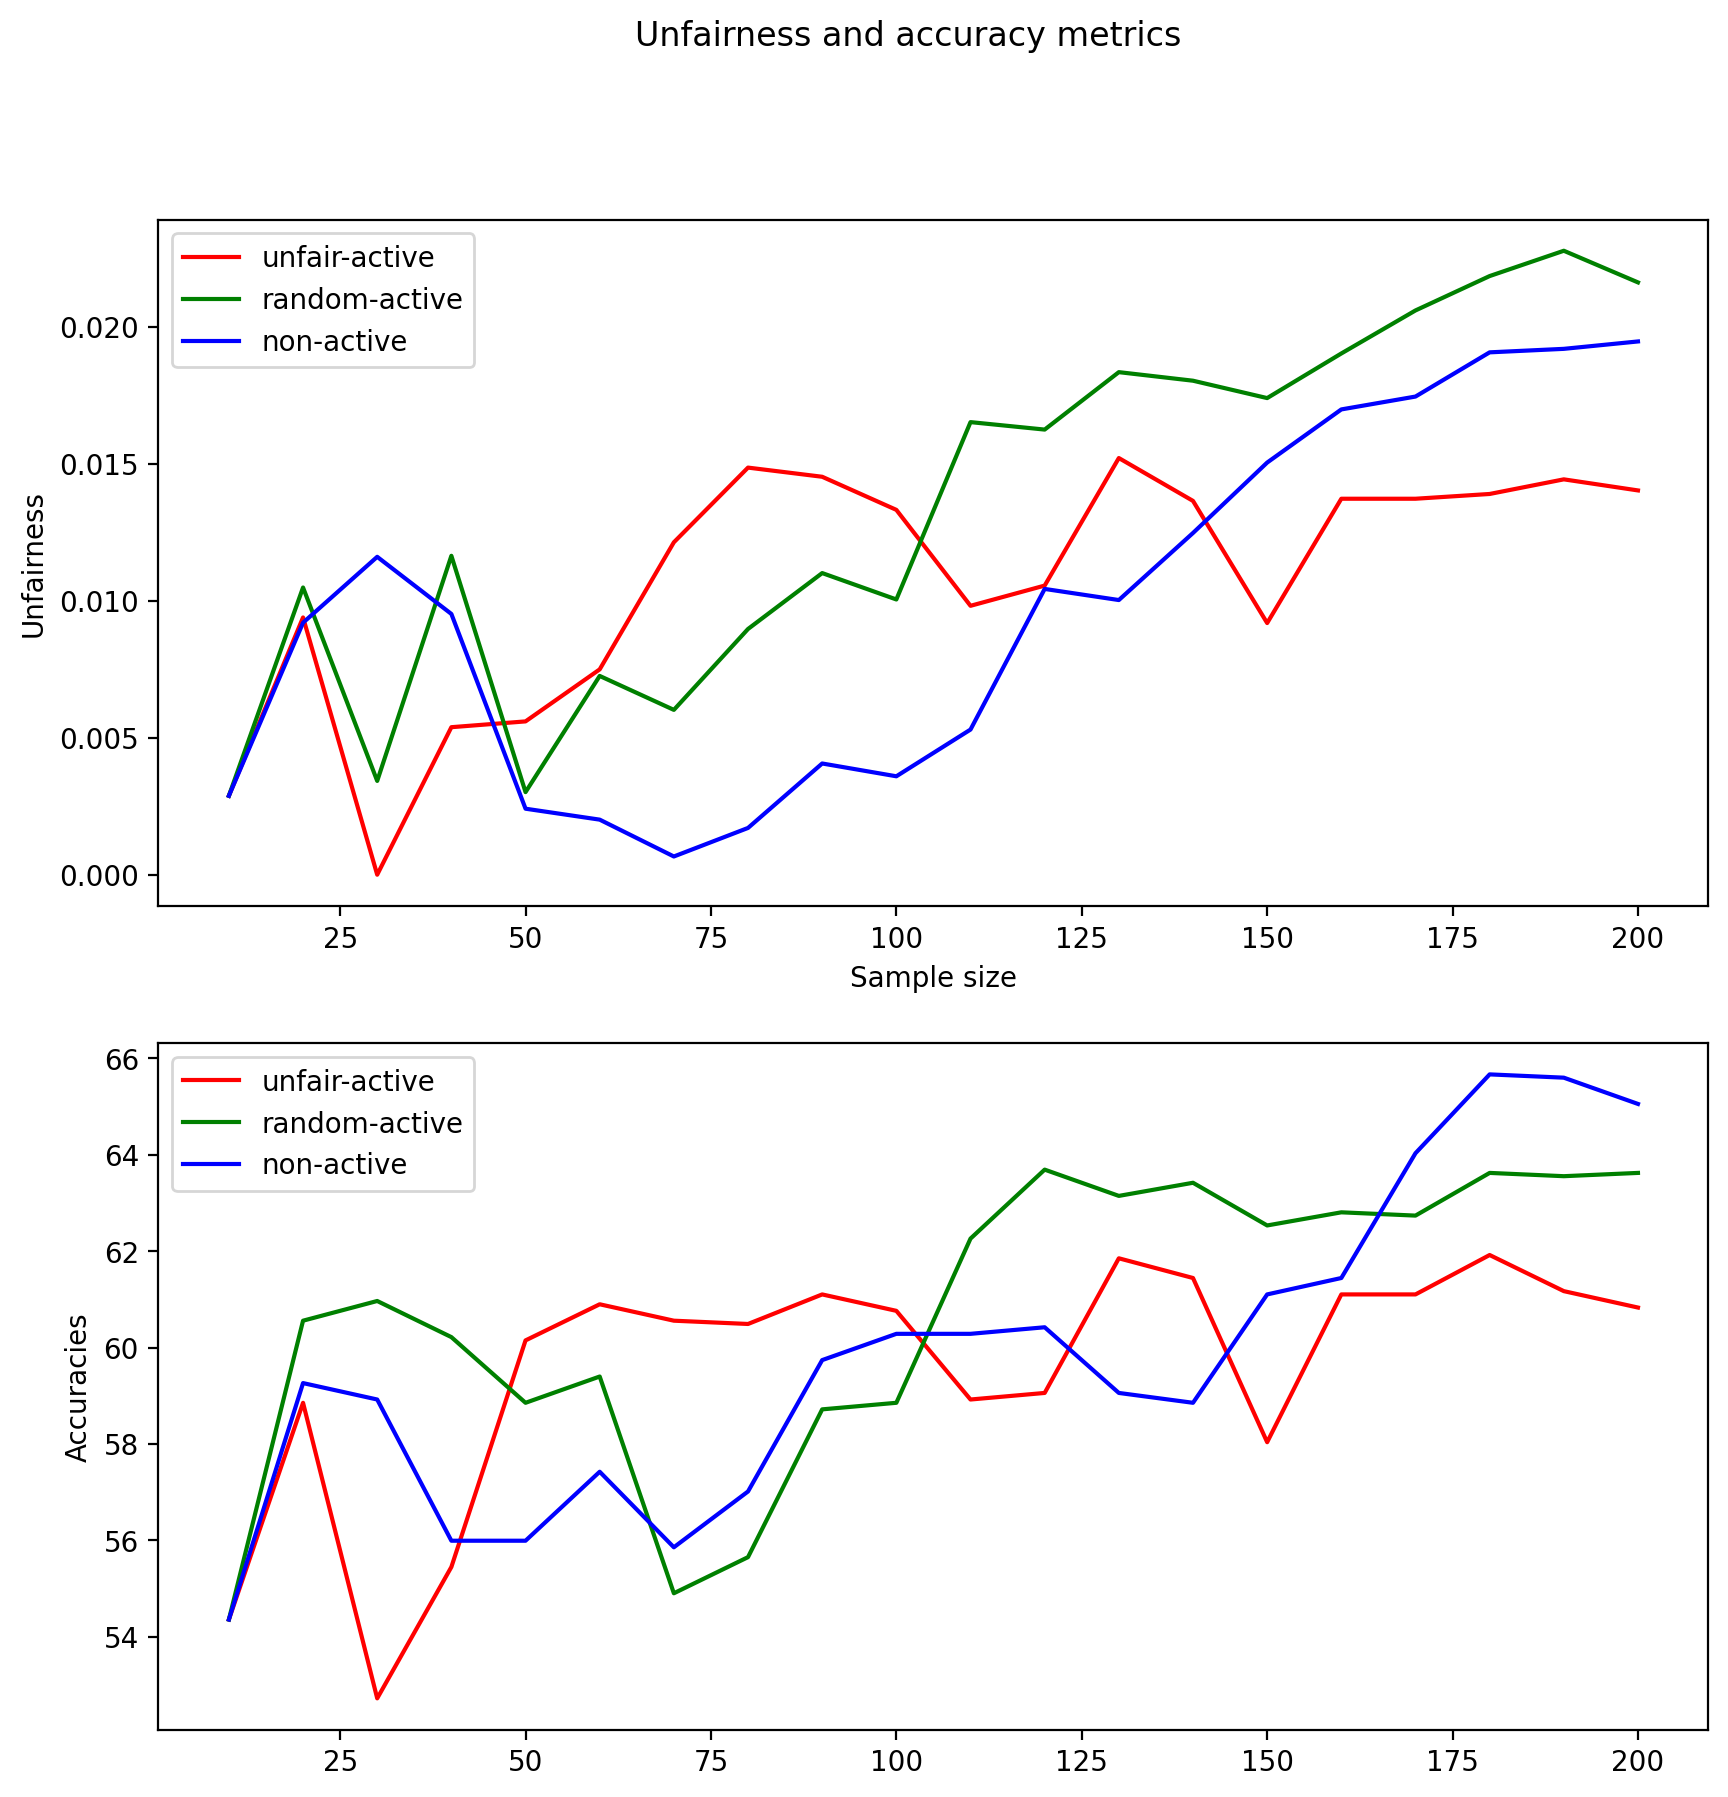 Unfairness and accuracy metrics
unfair-active
random-active
non-active
0.020
0.015
0.010
0.005
0.000
Unfairness
25 50 75 100 125 150 175 200
Sample size
unfair-active
random-active
non-active
66
64
62
60
58
56
54
Accuracies
25 50 75 100 125 150 175 200